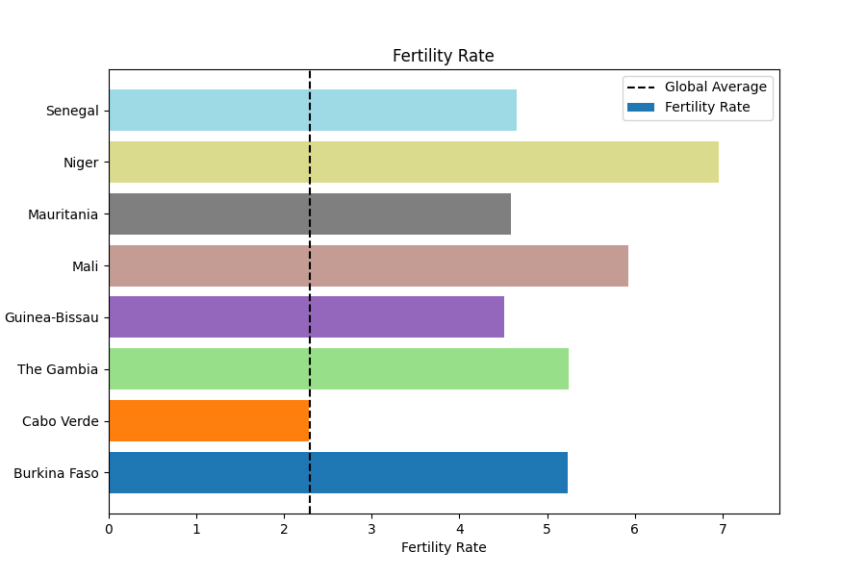 Fertility Rate
Global Average
Fertility Rate
Senegal
Niger
Mauritania
Mali
Guinea-Bissau
The Gambia
Cabo Verde
Burkina Faso
0 1 2 3 4 5 6 7
Fertility Rate